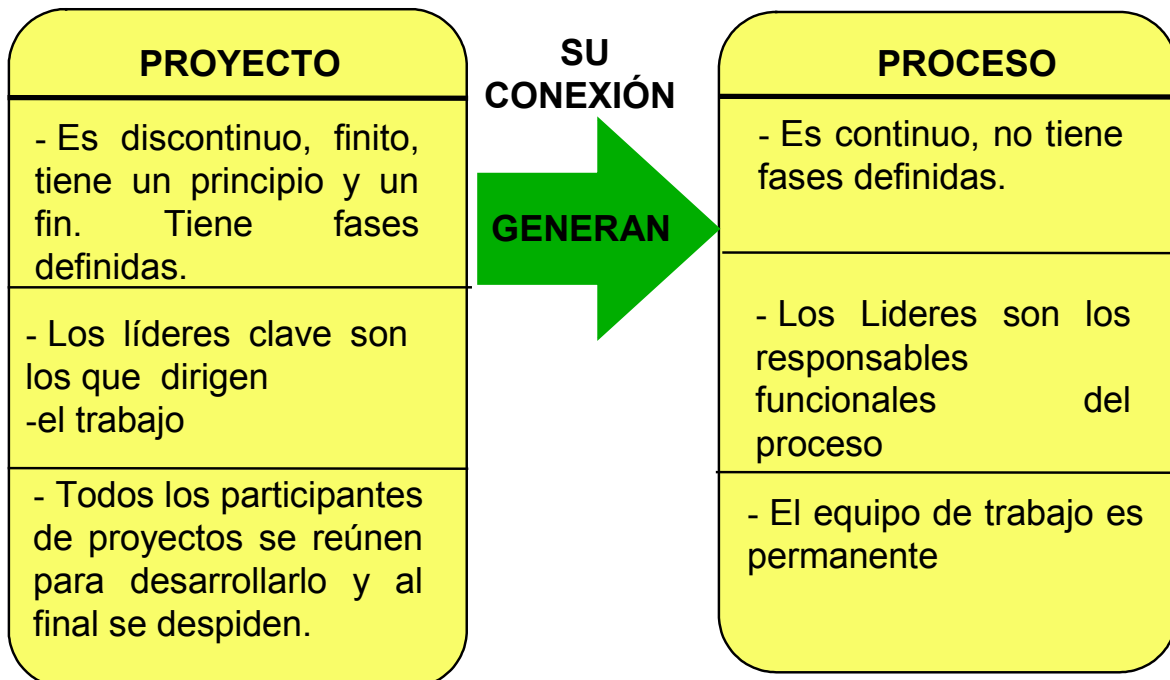 PROYECTO
- Es discontinuo, finito,
tiene un principio y un
fin. Tiene fases
definidas.
- Los líderes clave son
los que dirigen
-el trabajo
- Todos los participantes
de proyectos se reúnen
para desarrollarlo y al
final se despiden.
SU
CONEXIÓN
GENERAN
PROCESO
- Es continuo, no tiene
fases definidas.
- Los Lideres son los
responsables
funcionales del
proceso
- El equipo de trabajo es
permanente